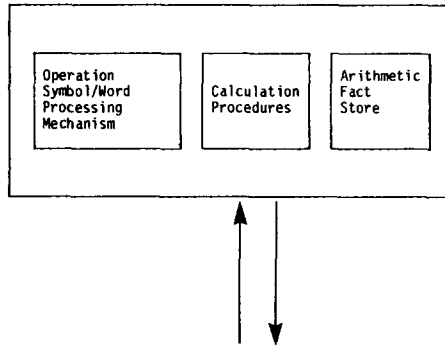 Operation
Symbol/Word
Processing
Mechanism
Calculation
Procedures
Arithmetic
Fact
Store